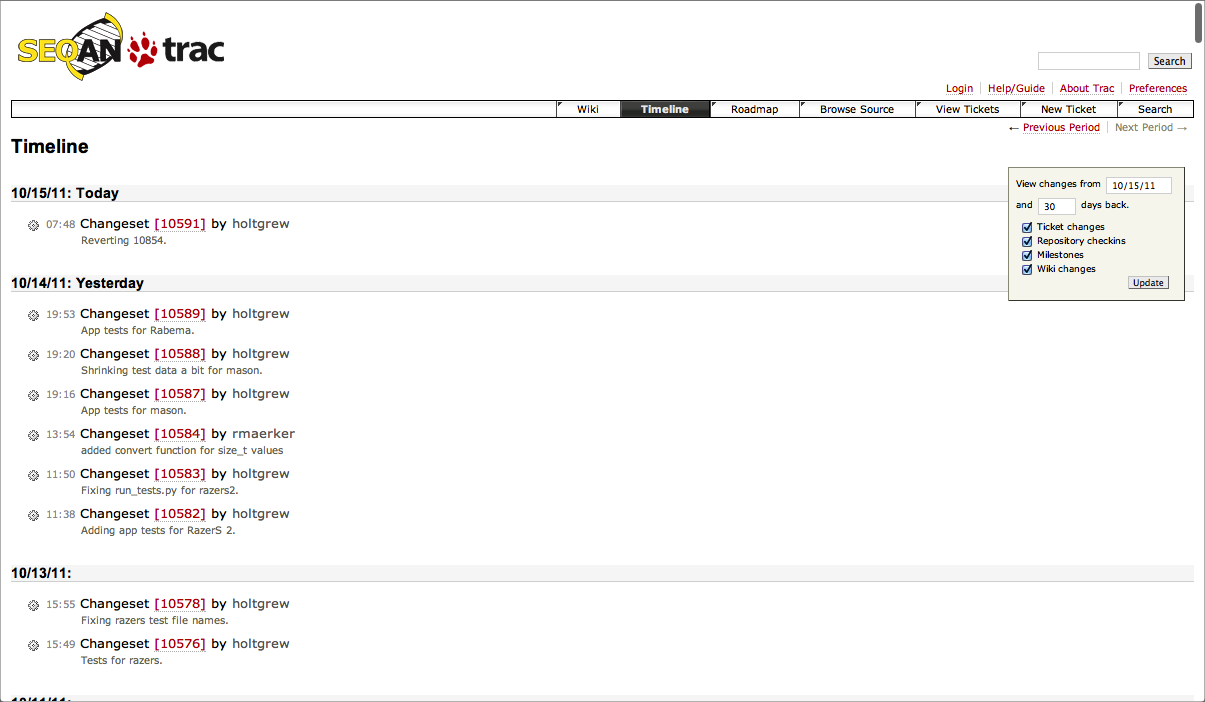 SEQAN trac
Search
Login Help/Guide About Trac Preferences
Wiki Timeline Roadmap Browse Source View Tickets New Ticket Search
← Previous Period Next Period →
Timeline
View changes from 10/15/11
and 30 days back.
Ticket changes
Repository checkins
Milestones
Wiki changes
Update
10/15/11: Today
07:48 Changeset [10591] by holtgrew
Reverting 10854.
10/14/11: Yesterday
19:53 Changeset [10589] by holtgrew
App tests for Rabema.
19:20 Changeset [10588] by holtgrew
Shrinking test data a bit for mason.
19:16 Changeset [10587] by holtgrew
App tests for mason.
13:54 Changeset [10584] by rmaerker
added convert function for size_t values
11:50 Changeset [10583] by holtgrew
Fixing run_tests.py for razers2.
11:38 Changeset [10582] by holtgrew
Adding app tests for RazerS 2.
10/13/11:
15:55 Changeset [10578] by holtgrew
Fixing razers test file names.
15:49 Changeset [10576] by holtgrew
Tests for razers.